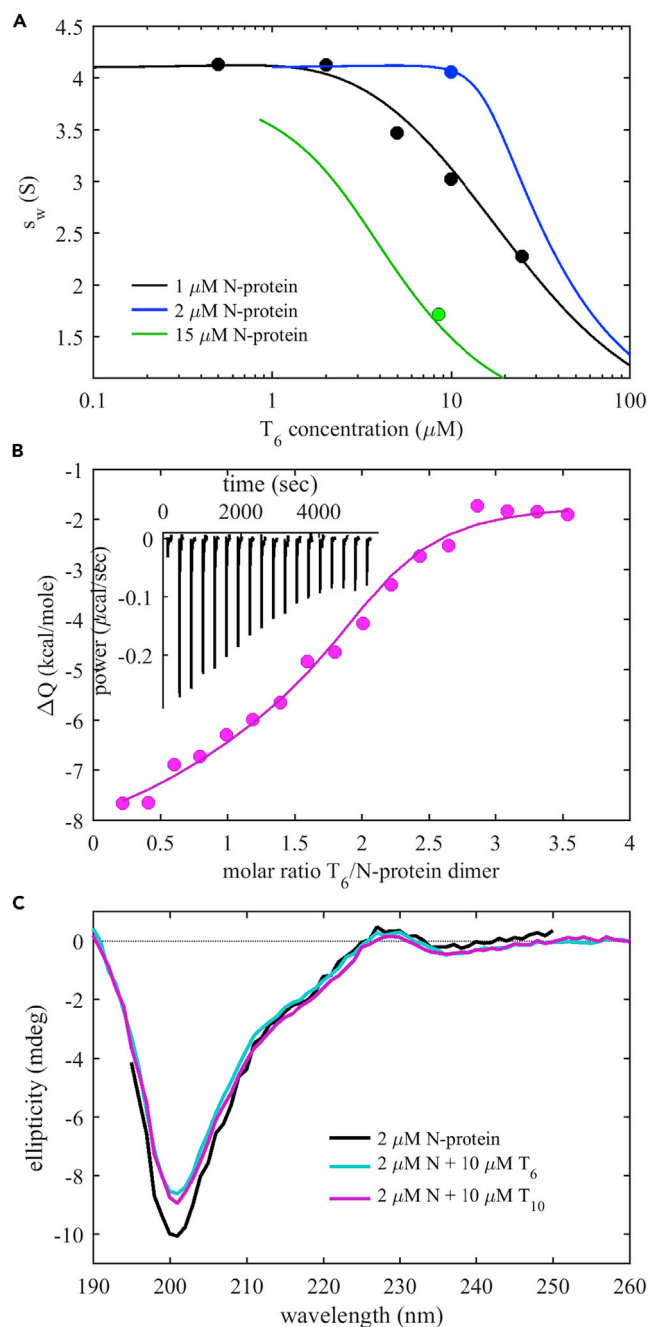 A
4.5
4
3.5
3
2.5
2
1.5
s_w (S)
1 μM N-protein
2 μM N-protein
15 μM N-protein
0.1 1 10 100
T_6 concentration (μM)
B
-1
-2
-3
-4
-5
-6
-7
-8
ΔQ (kcal/mole)
time (sec)
0 2000 4000
0
-0.1
-0.2
power (μcal/sec)
0 0.5 1 1.5 2 2.5 3 3.5 4
molar ratio T_6/N-protein dimer
C
0
-2
-4
-6
-8
-10
ellipticity (mdeg)
2 μM N-protein
2 μM N + 10 μM T_6
2 μM N + 10 μM T_10
190 200 210 220 230 240 250 260
wavelength (nm)